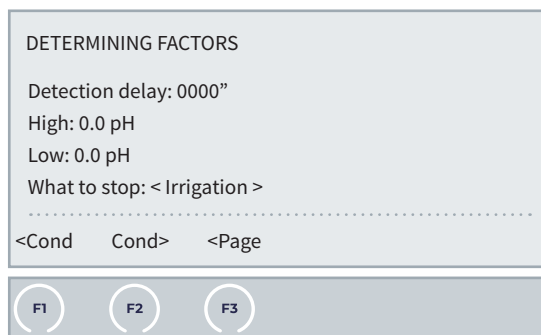 DETERMINING FACTORS
Detection delay: 0000”
High: 0.0 pH
Low: 0.0 pH
What to stop: < Irrigation >
<Cond Cond> <Page
F1 F2 F3